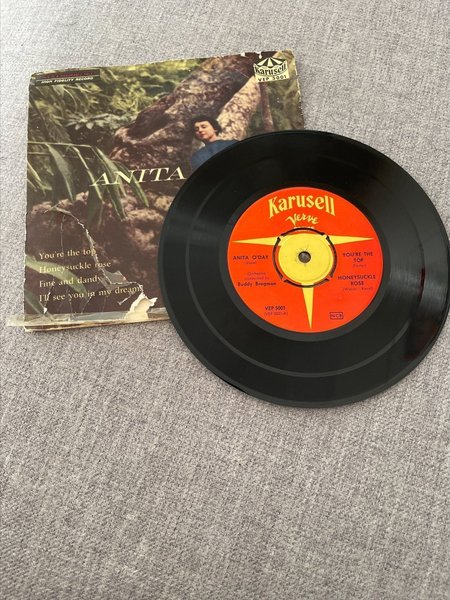 HIGH FIDELITY RECORD
Karusell
VEP 5001
ANITA
You're the top
Honeysuckle rose
Fine and dandy
I'll see you in my dream
Karusell
Verve
ANITA O'DAY
Orchestra
conducted by
Buddy Bregman
YOU'RE THE
TOP
HONEYSUCKLE
ROSE
VEP 5001
NCB